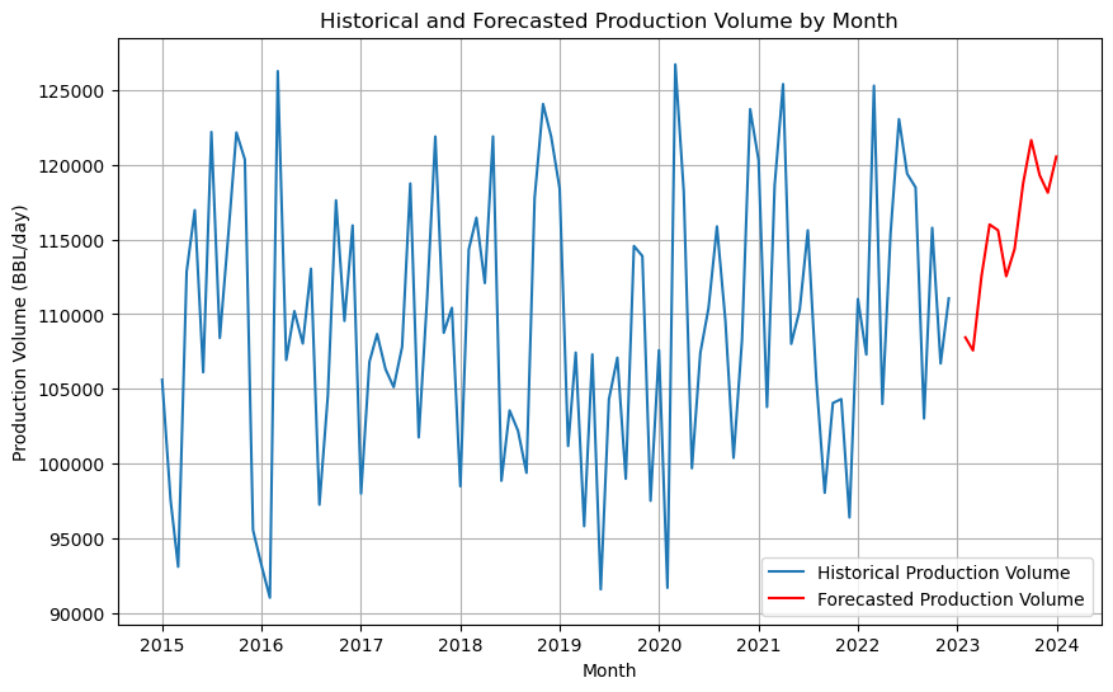 Historical and Forecasted Production Volume by Month
Production Volume (BBL/day)
125000
120000
115000
110000
105000
100000
95000
90000
Historical Production Volume
Forecasted Production Volume
2015 2016 2017 2018 2019 2020 2021 2022 2023 2024
Month